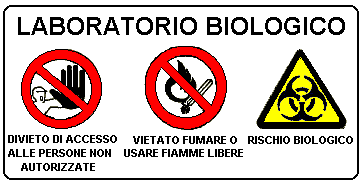 LABORATORIO BIOLOGICO
DIVIETO DI ACCESSO
ALLE PERSONE NON
AUTORIZZATE
VIETATO FUMARE O
USARE FIAMME LIBERE
RISCHIO BIOLOGICO